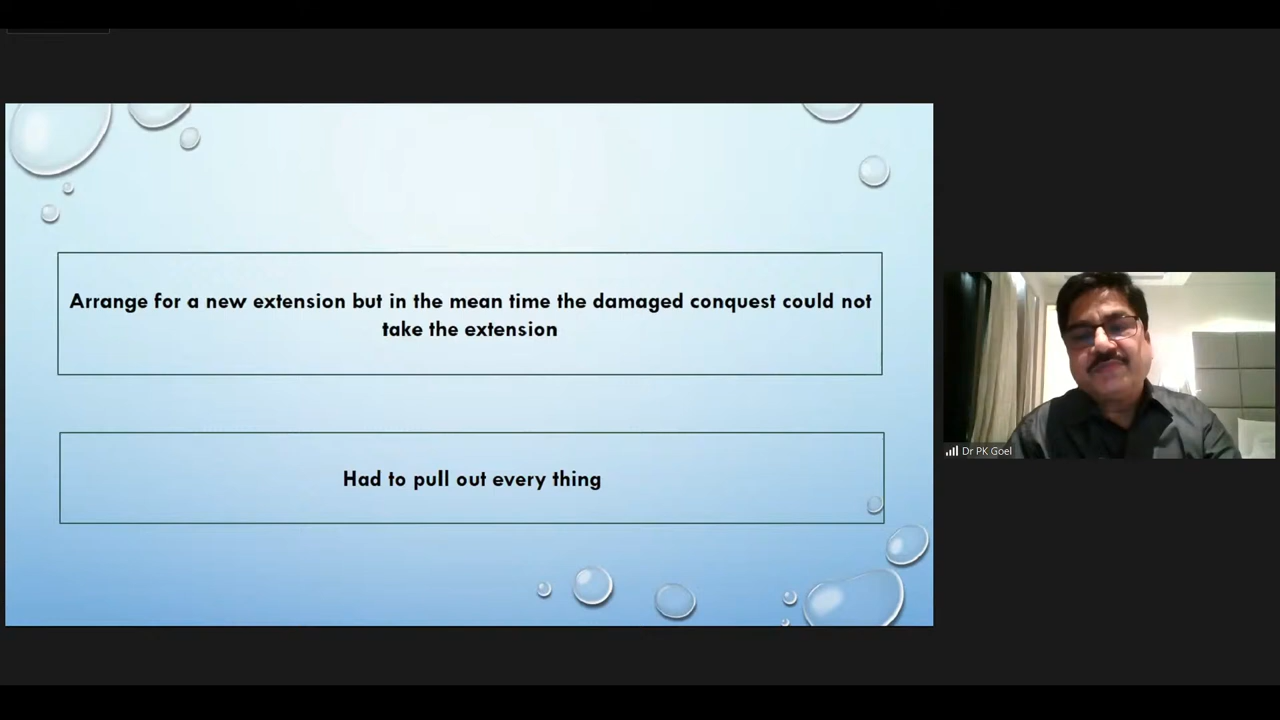 Arrange for a new extension but in the mean time the damaged conquest could not
take the extension
Had to pull out every thing
Dr PK Goel